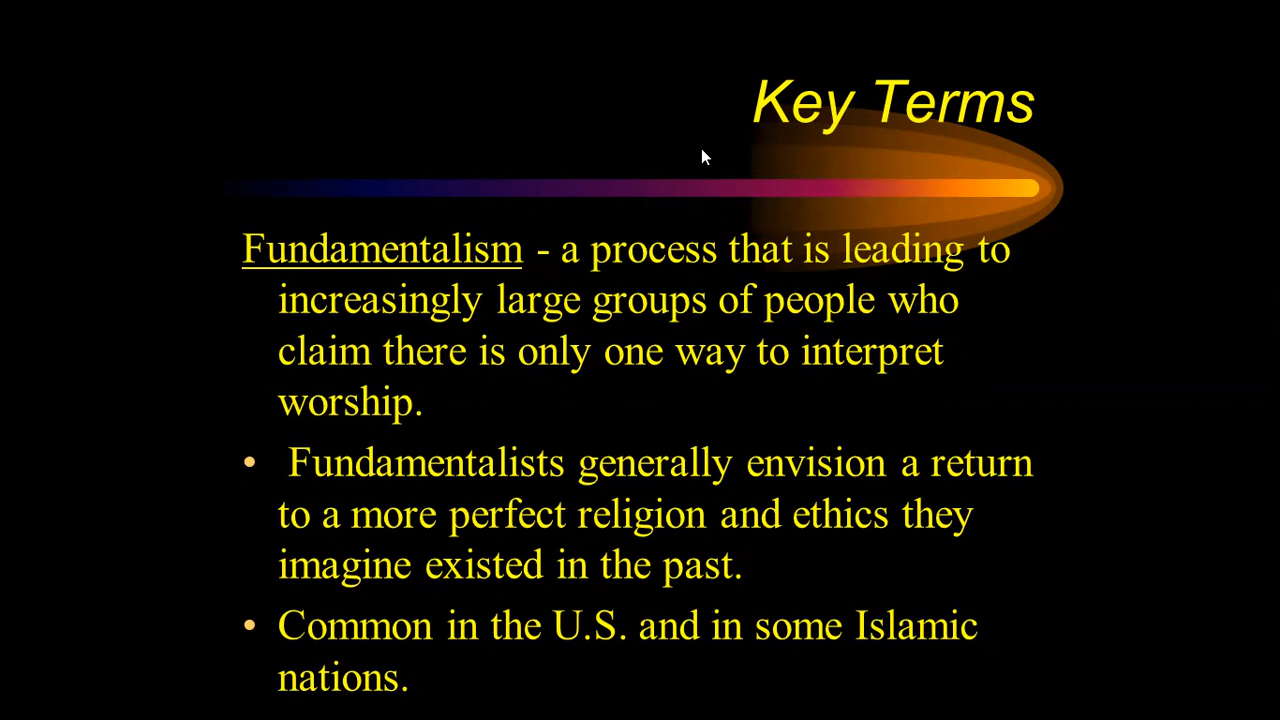 Key Terms
Fundamentalism - a process that is leading to
increasingly large groups of people who
claim there is only one way to interpret
worship.
• Fundamentalists generally envision a return
to a more perfect religion and ethics they
imagine existed in the past.
• Common in the U.S. and in some Islamic
nations.